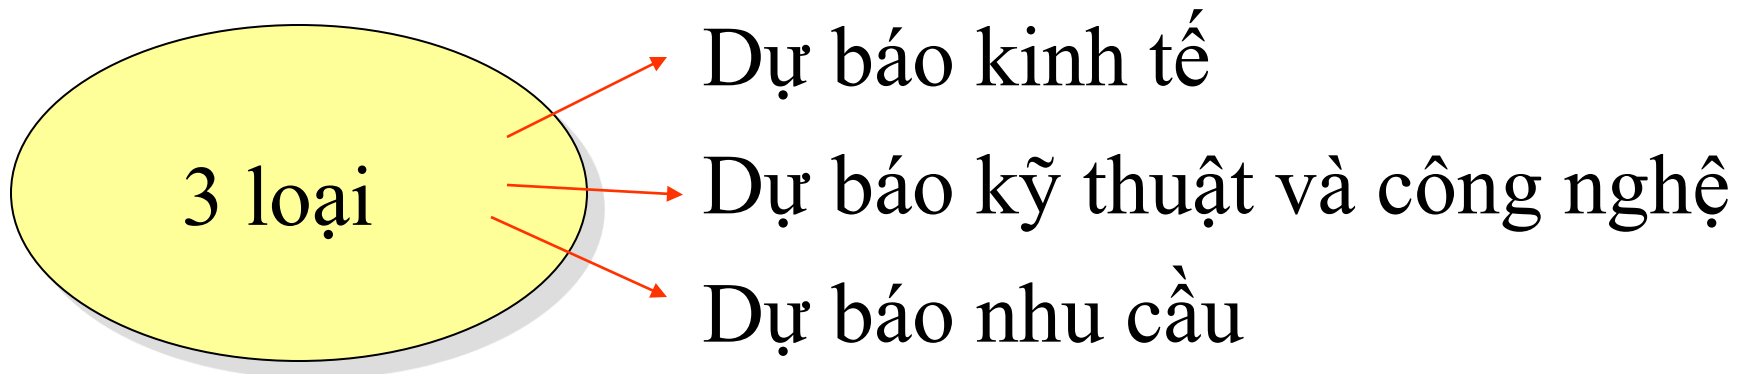 3 loại
Dự báo kinh tế
Dự báo kỹ thuật và công nghệ
Dự báo nhu cầu